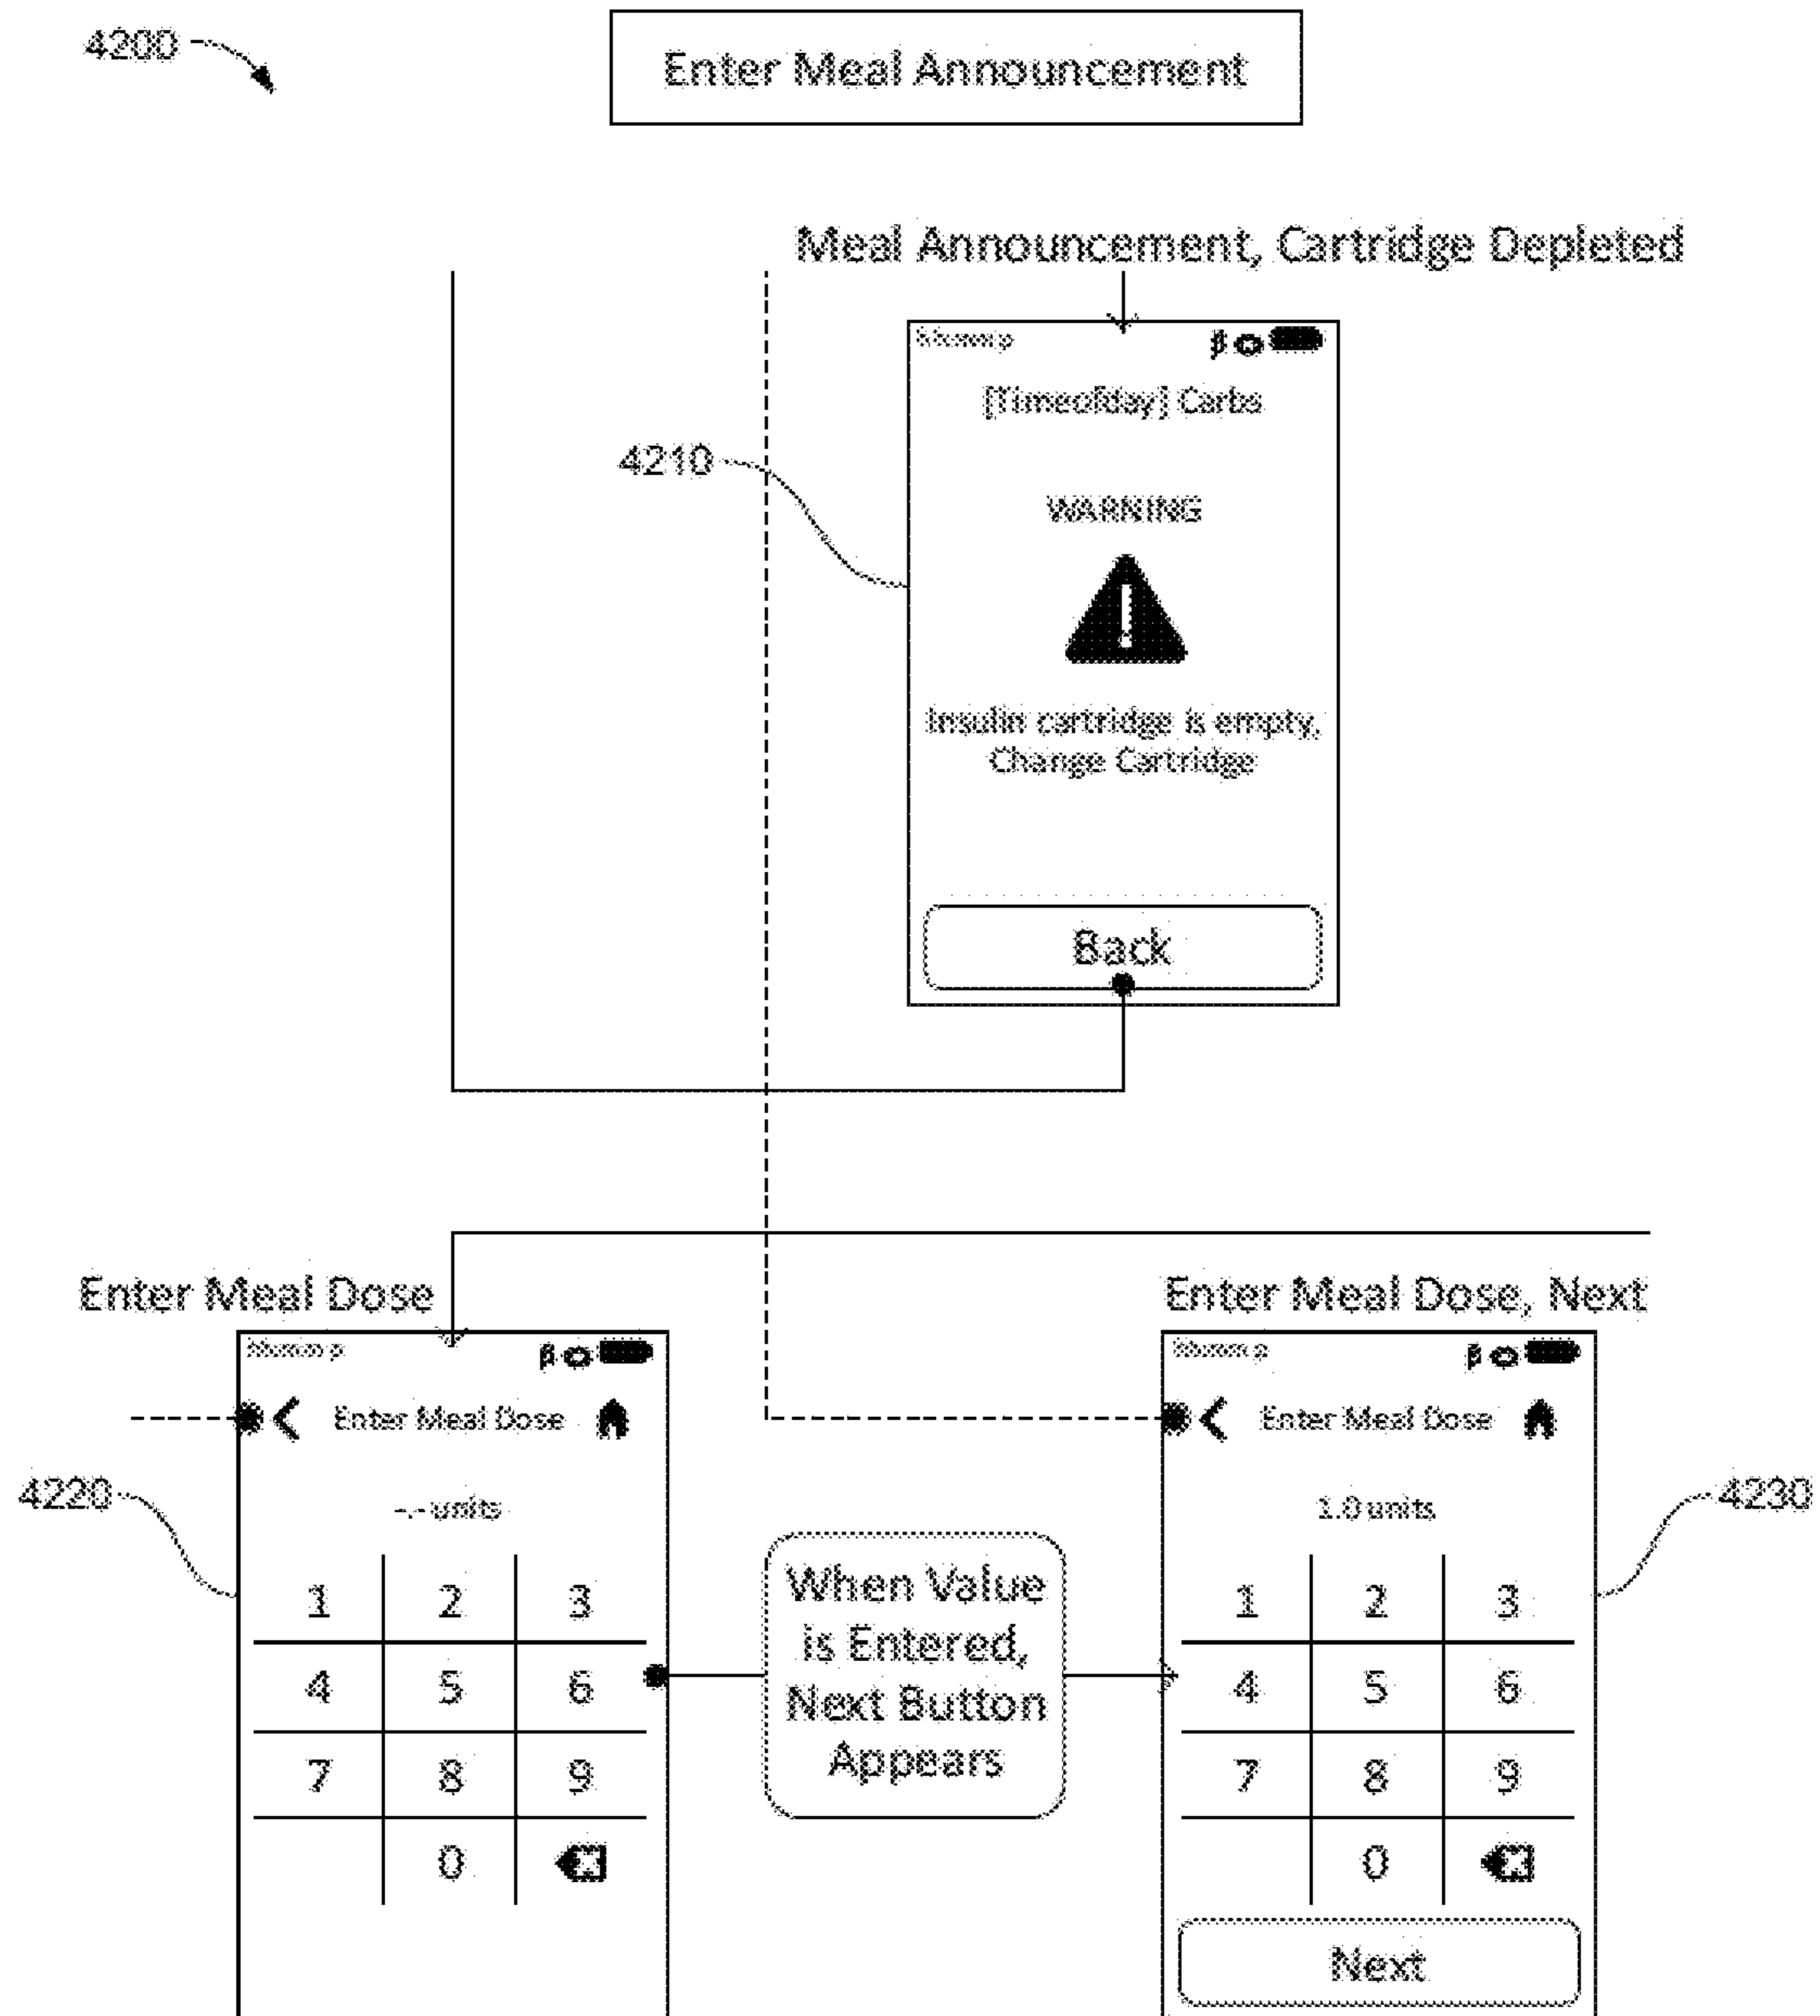 4200
Enter Meal Announcement
Meal Announcement, Cartridge Depleted
β
[Timeofday] Carbs
4210
WARNING
Insulin cartridge is empty,
Change Cartridge
Back
Enter Meal Dose
β
Enter Meal Dose
4220
-.- units
1 2 3
4 5 6
7 8 9
0
When Value
is Entered,
Next Button
Appears
Enter Meal Dose, Next
β
Enter Meal Dose
4230
1.0 units
1 2 3
4 5 6
7 8 9
0
Next